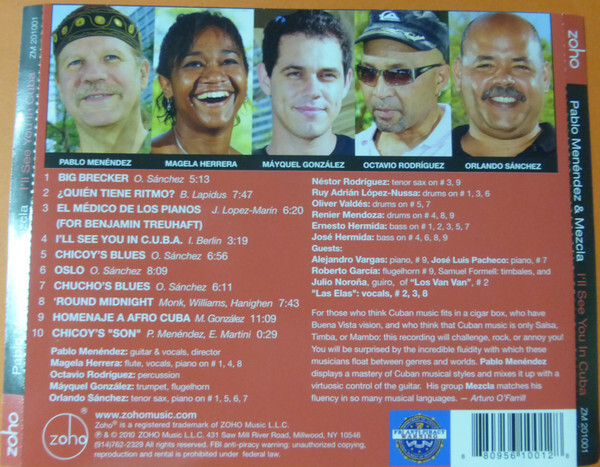 zoho
ZM 201001
Pablo Menéndez & Mezcla
I'll See You in Cuba
PABLO MENÉNDEZ
MAGELA HERRERA
MÁYQUEL GONZÁLEZ
OCTAVIO RODRÍGUEZ
ORLANDO SÁNCHEZ
1 BIG BRECKER O. Sánchez 5:13
2 ¿QUIÉN TIENE RITMO? B. Lapidus 7:47
3 EL MÉDICO DE LOS PIANOS J. Lopez-Marín 6:20
(FOR BENJAMIN TREUHAFT)
4 I'LL SEE YOU IN C.U.B.A. I. Berlin 3:19
5 CHICOY'S BLUES O. Sánchez 6:56
6 OSLO O. Sánchez 8:09
7 CHUCHO'S BLUES O. Sánchez 6:11
8 'ROUND MIDNIGHT Monk, Williams, Hanighen 7:43
9 HOMENAJE A AFRO CUBA M. González 11:09
10 CHICOY'S "SON" P. Menéndez, E. Martini 0:29
Pablo Menéndez: guitar & vocals, director
Magela Herrera: flute, vocals, piano on # 1, 4, 8
Octavio Rodríguez: percussion
Máyquel González: trumpet, flugelhorn
Orlando Sánchez: tenor sax, piano on # 1, 5, 6, 7
Néstor Rodríguez: tenor sax on # 3, 9
Ruy Adrián López-Nussa: drums on # 1, 3, 6
Oliver Valdés: drums on # 5, 7
Renier Mendoza: drums on # 4, 8, 9
Ernesto Hermida: bass on # 1, 2, 3, 5, 7
José Hermida: bass on # 4, 6, 8, 9
Guests:
Alejandro Vargas: piano, # 9, José Luis Pacheco: piano, # 7
Roberto García: flugelhorn # 9, Samuel Formell: timbales, and
Julio Noroña, guiro, of "Los Van Van", # 2
"Las Elas": vocals, # 2, 3, 8
For those who think Cuban music fits in a cigar box, who have
Buena Vista vision, and who think that Cuban music is only Salsa,
Timba, or Mambo: this recording will challenge, rock, or annoy you!
You will be surprised by the incredible fluidity with which these
musicians float between genres and worlds. Pablo Menéndez
displays a mastery of Cuban musical styles and mixes it up with a
virtuosic control of the guitar. His group Mezcla matches his
fluency in so many musical languages. — Arturo O'Farrill
www.zohomusic.com
Zoho® is a registered trademark of ZOHO Music L.L.C.
℗ & © 2010 ZOHO Music L.L.C. 431 Saw Mill River Road, Millwood, NY 10546
(914)762-2329 All rights reserved. FBI anti-piracy warning: unauthorized
reproduction is prohibited under federal law.
zoho
FBI ANTI-PIRACY
WARNING
8 80956 10012 8
zoho
ZM 201001